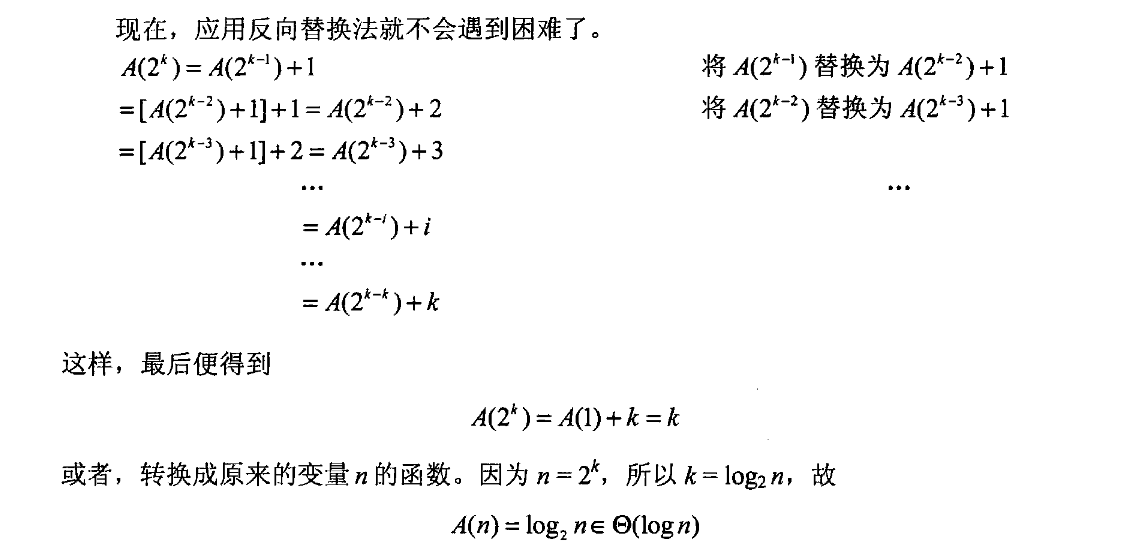 现在，应用反向替换法就不会遇到困难了。
A(2^k) = A(2^{k-1}) + 1 将 A(2^{k-1}) 替换为 A(2^{k-2}) + 1
= [A(2^{k-2}) + 1] + 1 = A(2^{k-2}) + 2 将 A(2^{k-2}) 替换为 A(2^{k-3}) + 1
= [A(2^{k-3}) + 1] + 2 = A(2^{k-3}) + 3
… …
= A(2^{k-i}) + i
…
= A(2^{k-k}) + k
这样，最后便得到
A(2^k) = A(1) + k = k
或者，转换成原来的变量 n 的函数。因为 n = 2^k，所以 k = log₂ n，故
A(n) = log₂ n ∈ Θ(log n)